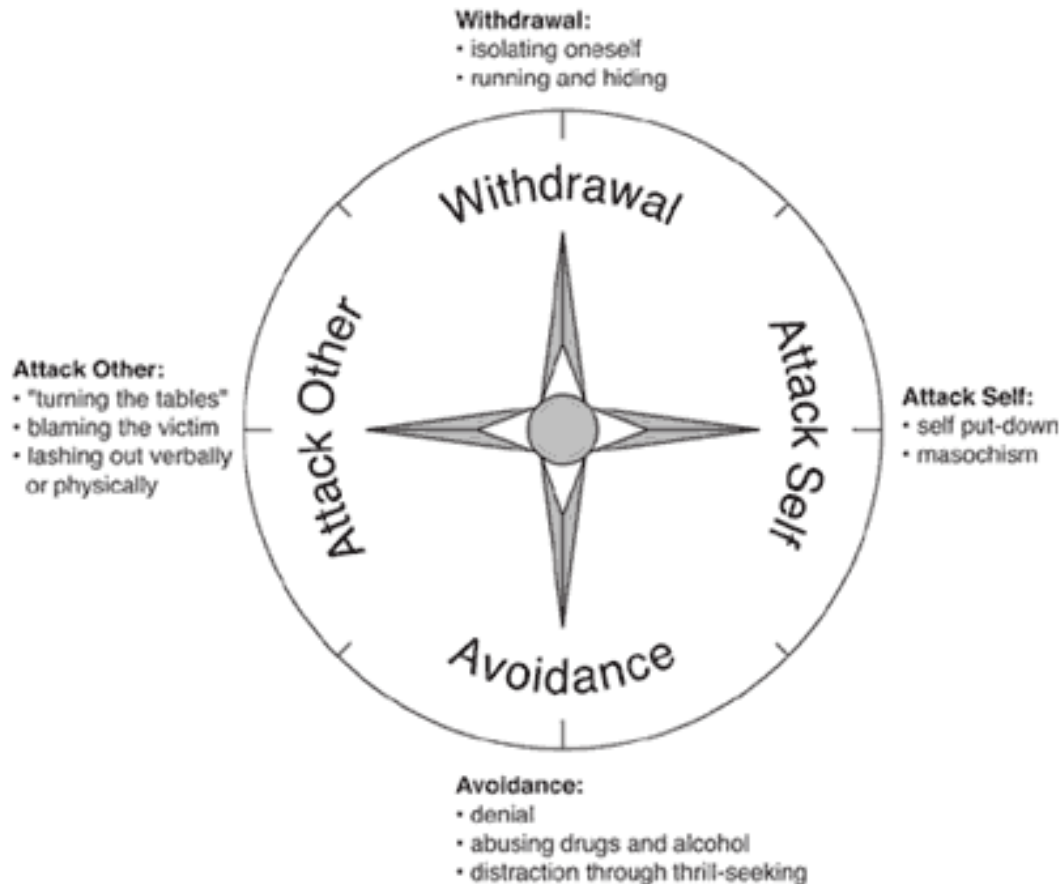 Withdrawal:
• isolating oneself
• running and hiding
Withdrawal
Attack Other:
• "turning the tables"
• blaming the victim
• lashing out verbally
or physically
Attack Other
Attack Self
Attack Self:
• self put-down
• masochism
Avoidance
Avoidance:
• denial
• abusing drugs and alcohol
• distraction through thrill-seeking